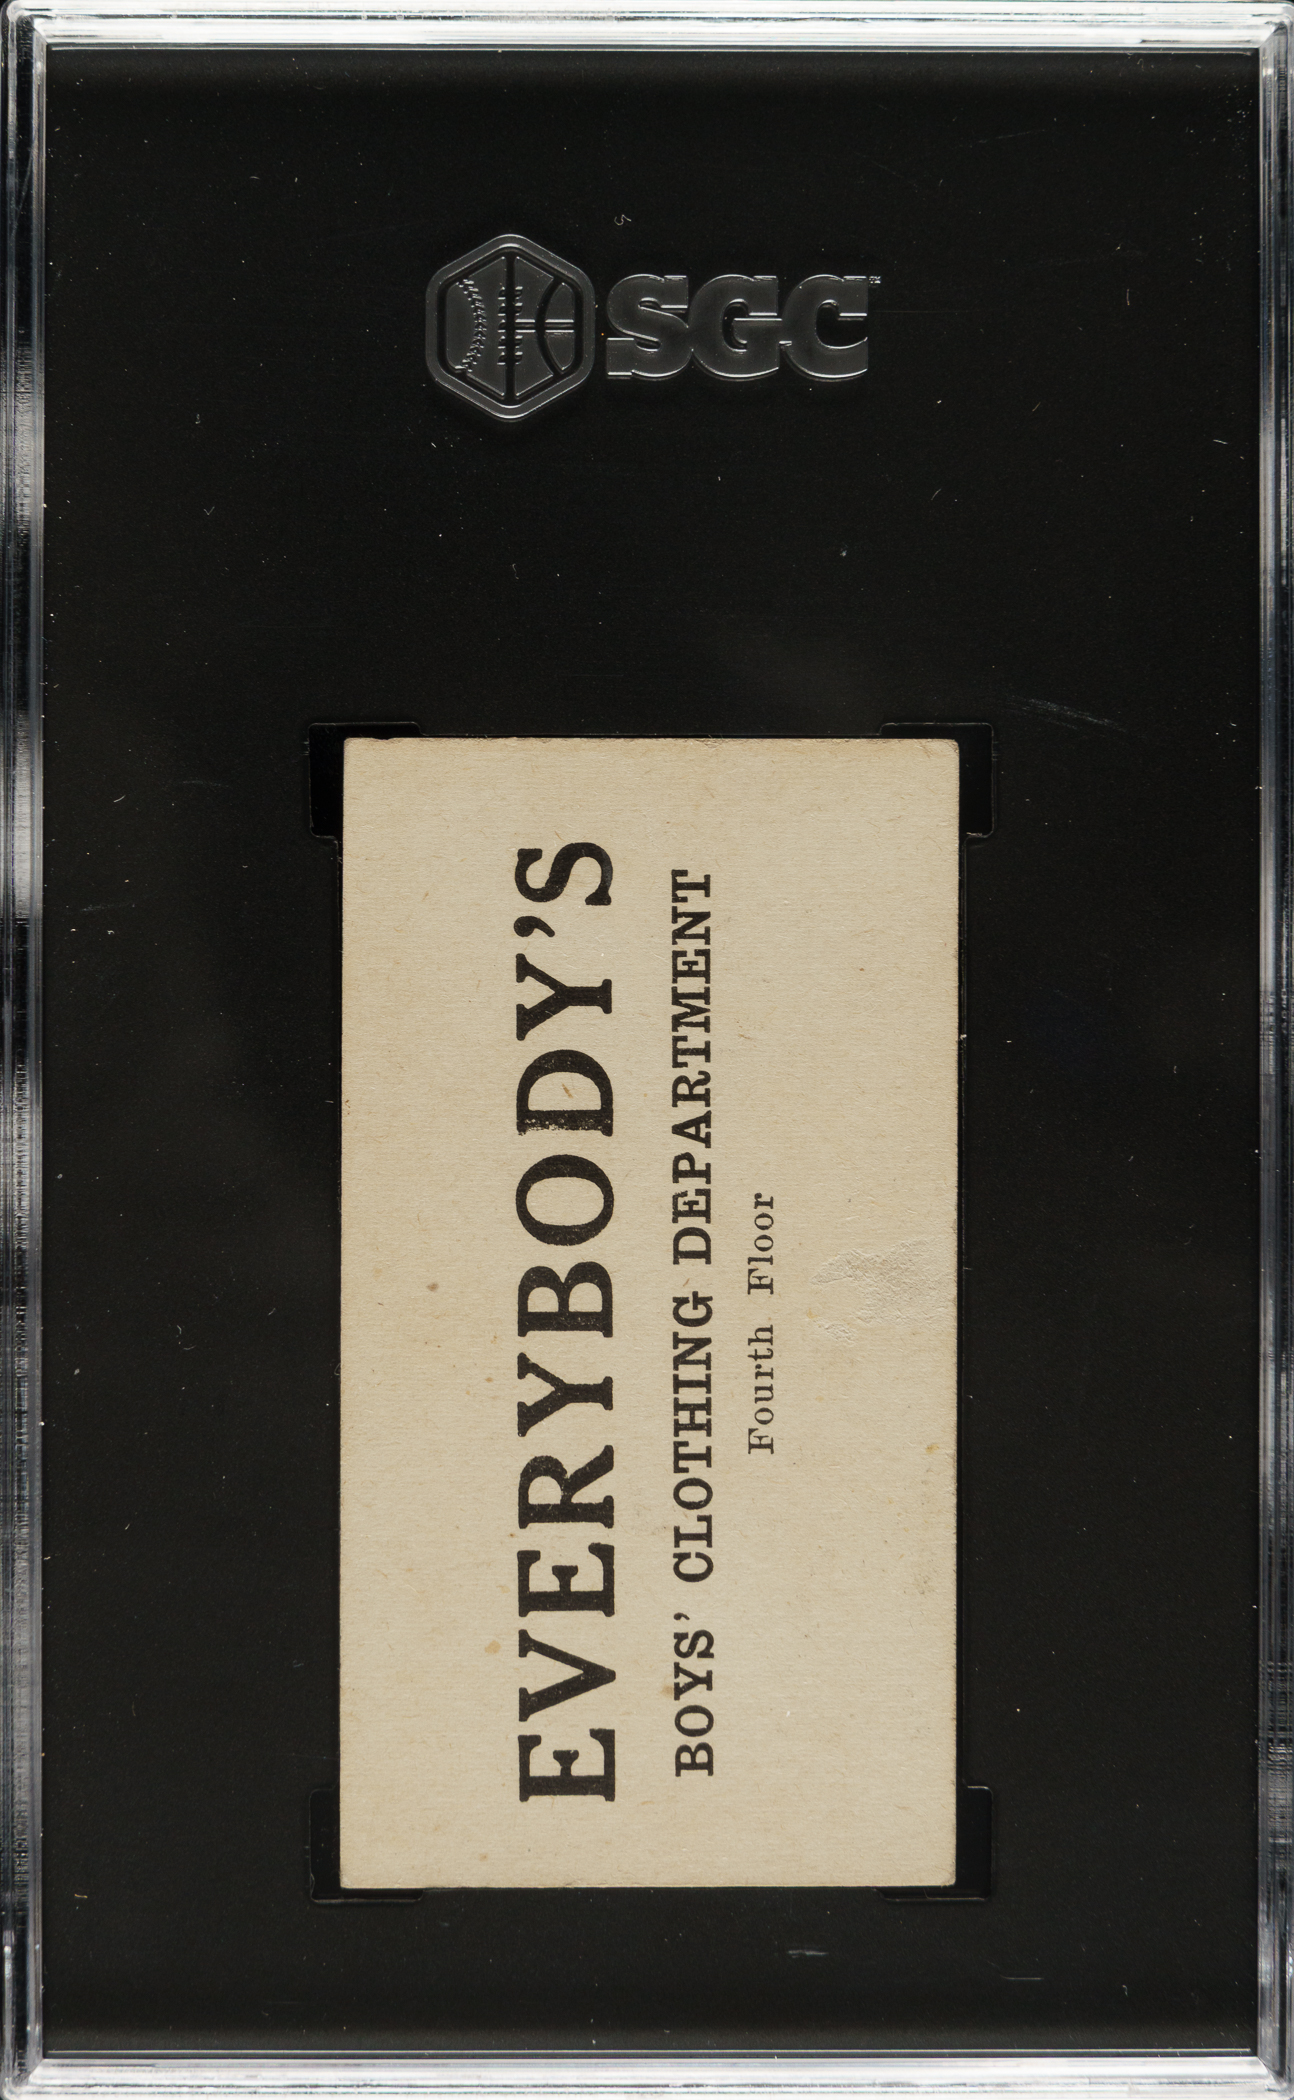 SGC
EVERYBODY'S
BOYS' CLOTHING DEPARTMENT
Fourth Floor